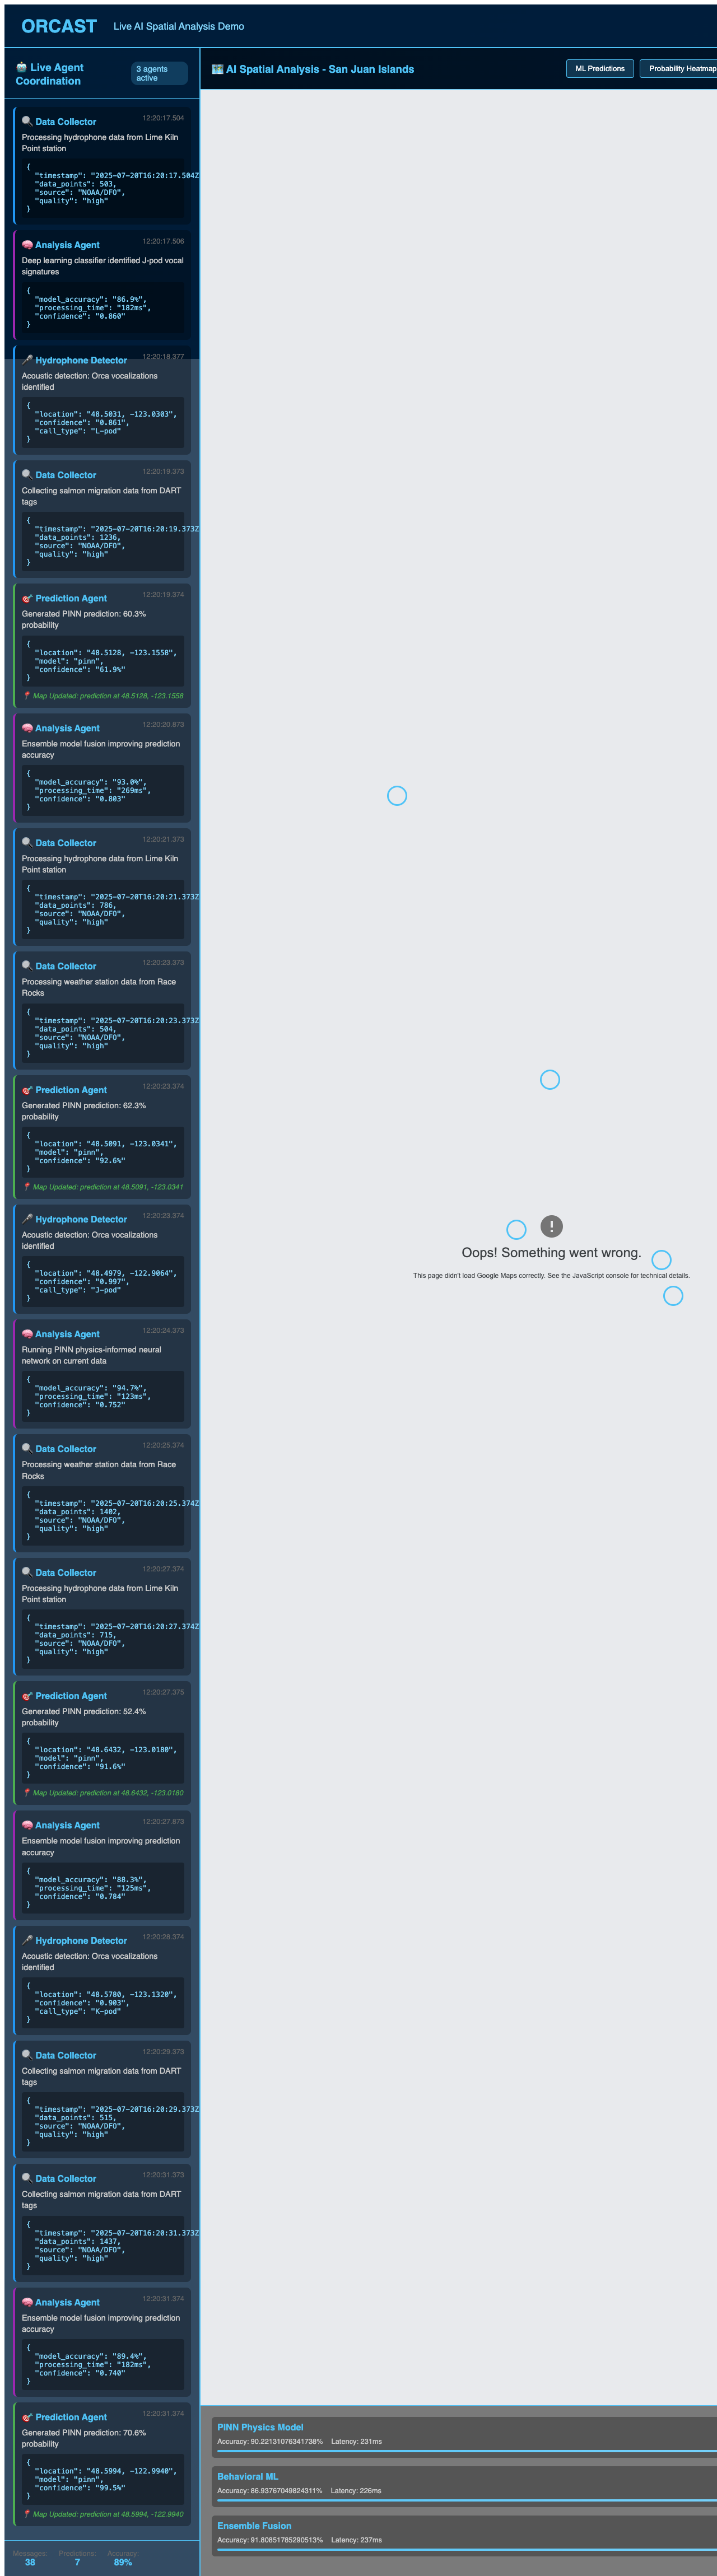 ORCAST
Live AI Spatial Analysis Demo
🤖 Live Agent
Coordination
3 agents
active
🔍 Data Collector
12:20:17.504
Processing hydrophone data from Lime Kiln
Point station
{
"timestamp": "2025-07-20T16:20:17.504Z
"data_points": 503,
"source": "NOAA/DFO",
"quality": "high"
}
🧠 Analysis Agent
12:20:17.506
Deep learning classifier identified J-pod vocal
signatures
{
"model_accuracy": "86.9%",
"processing_time": "182ms",
"confidence": "0.860"
}
🎤 Hydrophone Detector
12:20:18.377
Acoustic detection: Orca vocalizations
identified
{
"location": "48.5031, -123.0303",
"confidence": "0.861",
"call_type": "L-pod"
}
🔍 Data Collector
12:20:19.373
Collecting salmon migration data from DART
tags
{
"timestamp": "2025-07-20T16:20:19.373Z
"data_points": 1236,
"source": "NOAA/DFO",
"quality": "high"
}
🎯 Prediction Agent
12:20:19.374
Generated PINN prediction: 60.3%
probability
{
"location": "48.5128, -123.1558",
"model": "pinn",
"confidence": "61.9%"
}
📍 Map Updated: prediction at 48.5128, -123.1558
🧠 Analysis Agent
12:20:20.873
Ensemble model fusion improving prediction
accuracy
{
"model_accuracy": "93.0%",
"processing_time": "269ms",
"confidence": "0.803"
}
🔍 Data Collector
12:20:21.373
Processing hydrophone data from Lime Kiln
Point station
{
"timestamp": "2025-07-20T16:20:21.373Z
"data_points": 786,
"source": "NOAA/DFO",
"quality": "high"
}
🔍 Data Collector
12:20:23.373
Processing weather station data from Race
Rocks
{
"timestamp": "2025-07-20T16:20:23.373Z
"data_points": 504,
"source": "NOAA/DFO",
"quality": "high"
}
🎯 Prediction Agent
12:20:23.374
Generated PINN prediction: 62.3%
probability
{
"location": "48.5091, -123.0341",
"model": "pinn",
"confidence": "92.6%"
}
📍 Map Updated: prediction at 48.5091, -123.0341
🎤 Hydrophone Detector
12:20:23.374
Acoustic detection: Orca vocalizations
identified
{
"location": "48.4979, -122.9064",
"confidence": "0.997",
"call_type": "J-pod"
}
🧠 Analysis Agent
12:20:24.373
Running PINN physics-informed neural
network on current data
{
"model_accuracy": "94.7%",
"processing_time": "123ms",
"confidence": "0.752"
}
🔍 Data Collector
12:20:25.374
Processing weather station data from Race
Rocks
{
"timestamp": "2025-07-20T16:20:25.374Z
"data_points": 1402,
"source": "NOAA/DFO",
"quality": "high"
}
🔍 Data Collector
12:20:27.374
Processing hydrophone data from Lime Kiln
Point station
{
"timestamp": "2025-07-20T16:20:27.374Z
"data_points": 715,
"source": "NOAA/DFO",
"quality": "high"
}
🎯 Prediction Agent
12:20:27.375
Generated PINN prediction: 52.4%
probability
{
"location": "48.6432, -123.0180",
"model": "pinn",
"confidence": "91.6%"
}
📍 Map Updated: prediction at 48.6432, -123.0180
🧠 Analysis Agent
12:20:27.873
Ensemble model fusion improving prediction
accuracy
{
"model_accuracy": "88.3%",
"processing_time": "125ms",
"confidence": "0.784"
}
🎤 Hydrophone Detector
12:20:28.374
Acoustic detection: Orca vocalizations
identified
{
"location": "48.5780, -123.1320",
"confidence": "0.903",
"call_type": "K-pod"
}
🔍 Data Collector
12:20:29.373
Collecting salmon migration data from DART
tags
{
"timestamp": "2025-07-20T16:20:29.373Z
"data_points": 515,
"source": "NOAA/DFO",
"quality": "high"
}
🔍 Data Collector
12:20:31.373
Collecting salmon migration data from DART
tags
{
"timestamp": "2025-07-20T16:20:31.373Z
"data_points": 1437,
"source": "NOAA/DFO",
"quality": "high"
}
🧠 Analysis Agent
12:20:31.374
Ensemble model fusion improving prediction
accuracy
{
"model_accuracy": "89.4%",
"processing_time": "182ms",
"confidence": "0.740"
}
🎯 Prediction Agent
12:20:31.374
Generated PINN prediction: 70.6%
probability
{
"location": "48.5994, -122.9940",
"model": "pinn",
"confidence": "99.5%"
}
📍 Map Updated: prediction at 48.5994, -122.9940
Messages: Predictions: Accuracy:
38 7 89%
🗺️ AI Spatial Analysis - San Juan Islands
ML Predictions
Probability Heatmap
!
Oops! Something went wrong.
This page didn't load Google Maps correctly. See the JavaScript console for technical details.
PINN Physics Model
Accuracy: 90.22131076341738% Latency: 231ms
Behavioral ML
Accuracy: 86.93767049824311% Latency: 226ms
Ensemble Fusion
Accuracy: 91.80851785290513% Latency: 237ms